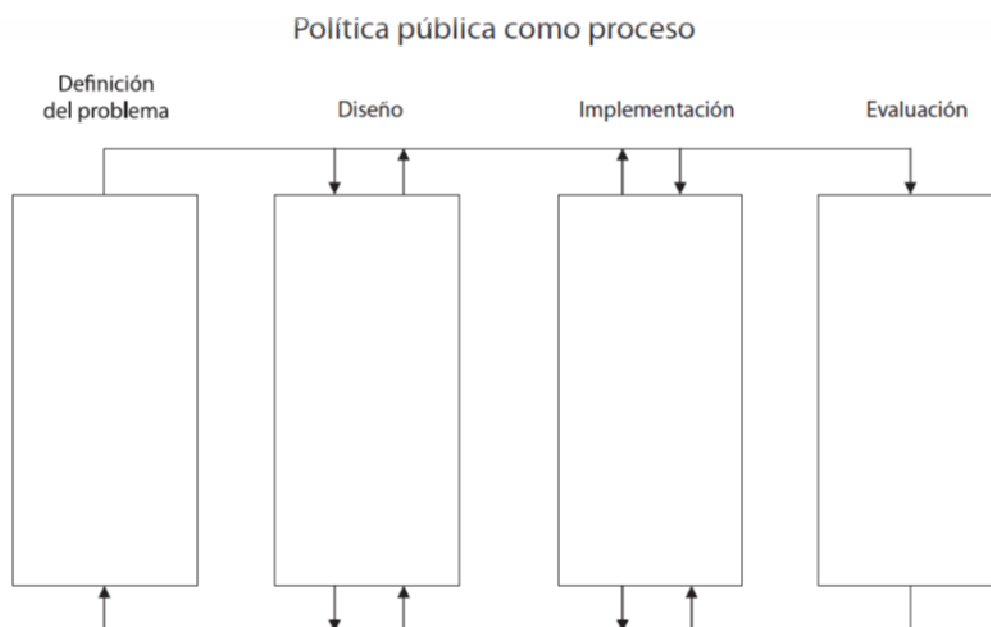 Política pública como proceso
Definición
del problema
Diseño
Implementación
Evaluación